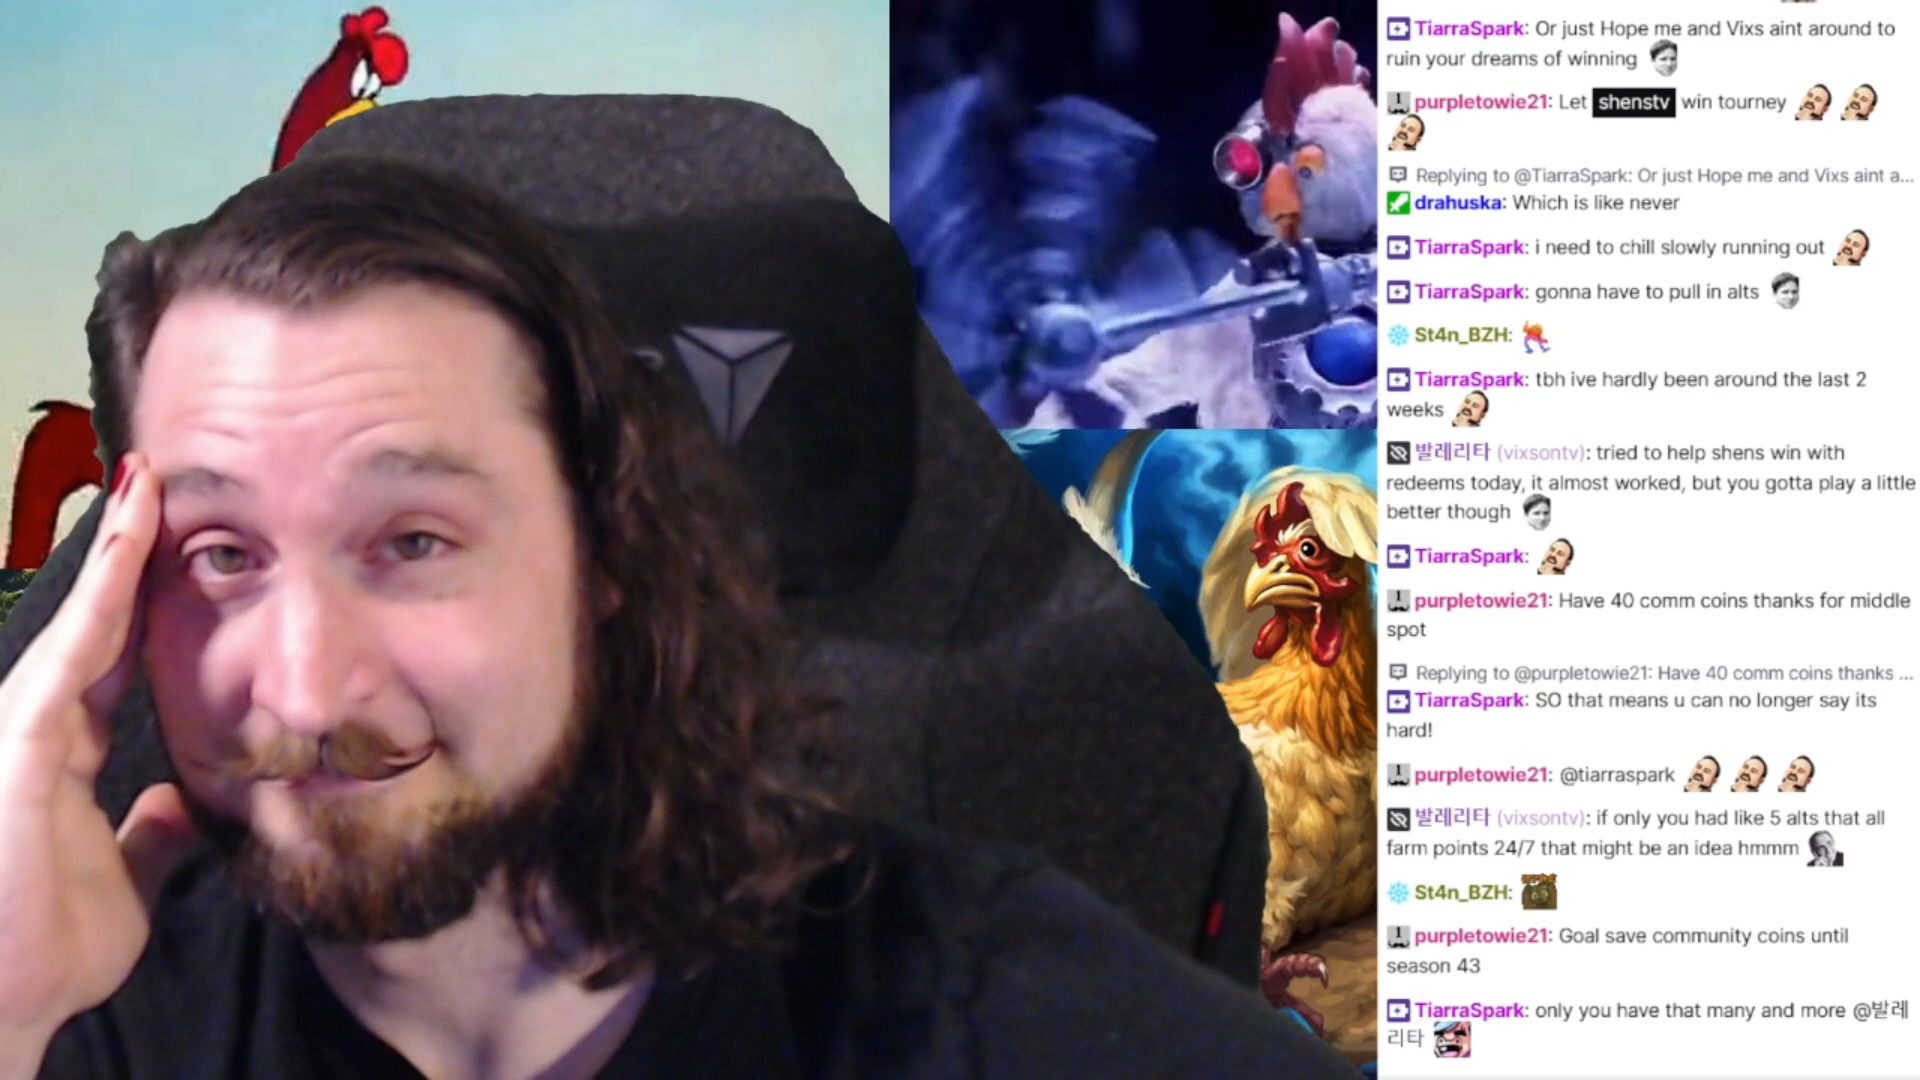 TiarraSpark: Or just Hope me and Vixs aint around to
ruin your dreams of winning
1 purpletowie21: Let shenstv win tourney
Replying to @TiarraSpark: Or just Hope me and Vixs aint a...
drahuska: Which is like never
TiarraSpark: i need to chill slowly running out
TiarraSpark: gonna have to pull in alts
St4n_BZH:
TiarraSpark: tbh ive hardly been around the last 2
weeks
발레리타 (vixsontv): tried to help shens win with
redeems today, it almost worked, but you gotta play a little
better though
TiarraSpark:
1 purpletowie21: Have 40 comm coins thanks for middle
spot
Replying to @purpletowie21: Have 40 comm coins thanks ...
TiarraSpark: SO that means u can no longer say its
hard!
1 purpletowie21: @tiarraspark
발레리타 (vixsontv): if only you had like 5 alts that all
farm points 24/7 that might be an idea hmmm
St4n_BZH:
1 purpletowie21: Goal save community coins until
season 43
TiarraSpark: only you have that many and more @발레
리타